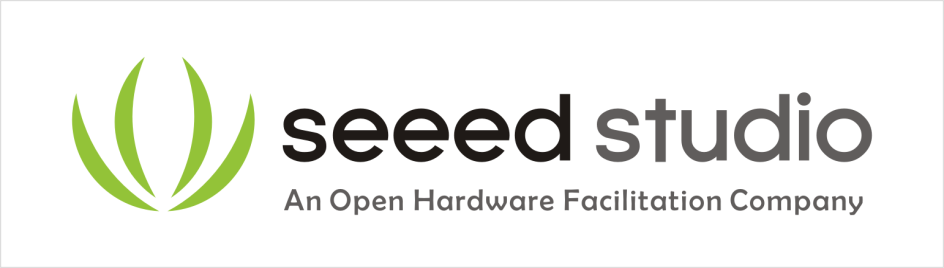 seeed studio
An Open Hardware Facilitation Company